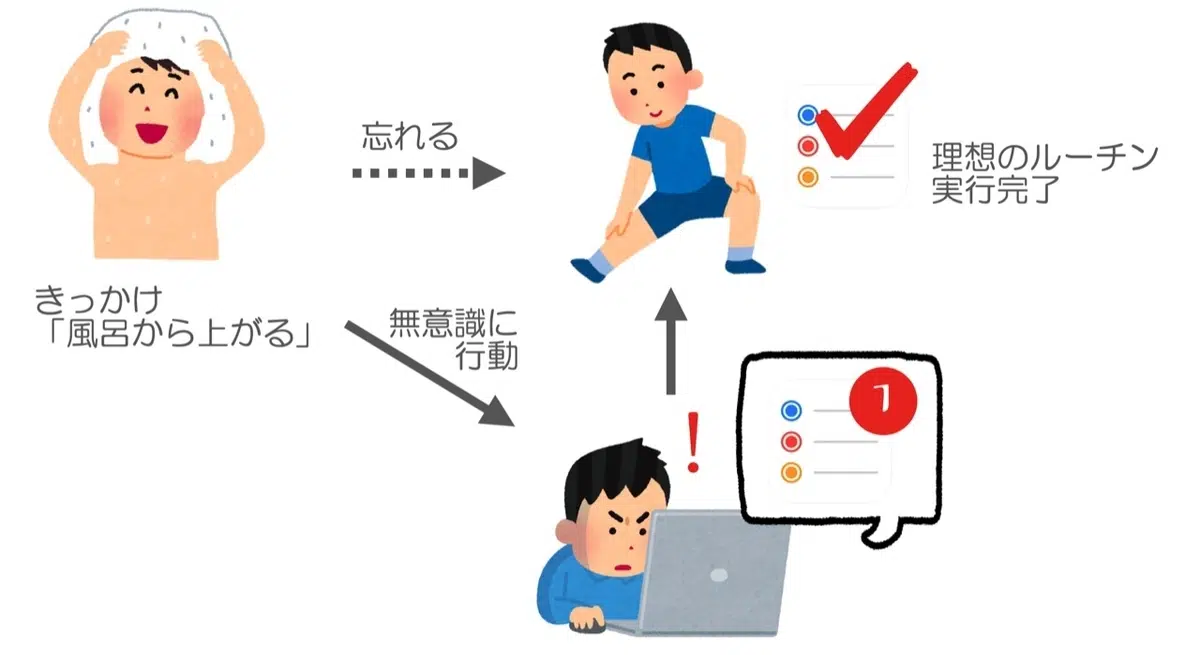 忘れる
理想のルーチン
実行完了
きっかけ
「風呂から上がる」
無意識に
行動
!
1